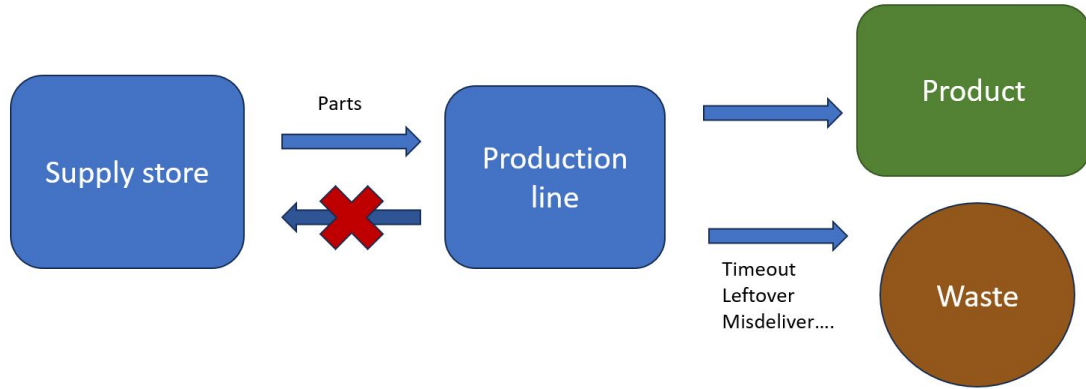 Supply store
Parts
Production
line
Product
Timeout
Leftover
Misdeliver....
Waste